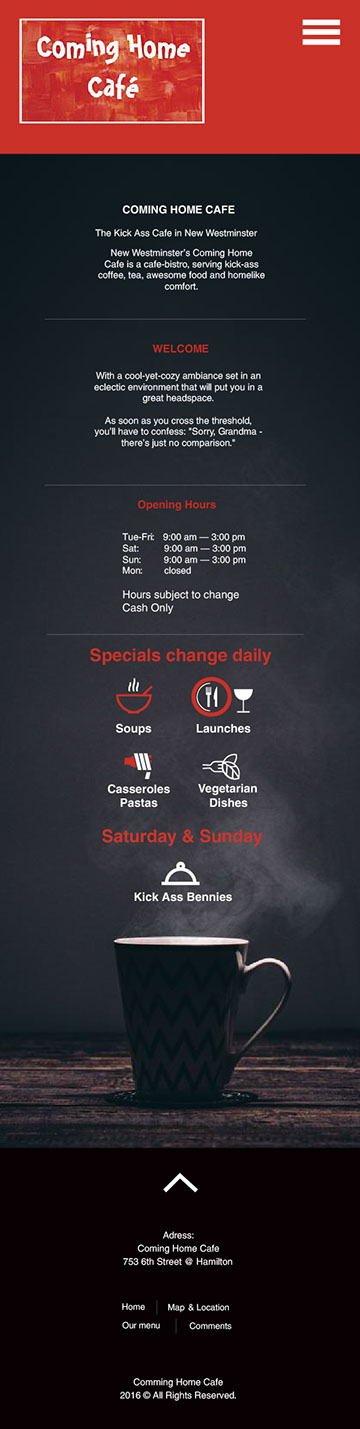 Coming Home
Café
COMING HOME CAFE
The Kick Ass Cafe in New Westminster
New Westminster's Coming Home
Cafe is a cafe-bistro, serving kick-ass
coffee, tea, awesome food and homelike
comfort.
WELCOME
With a cool-yet-cozy ambiance set in an
eclectic environment that will put you in a
great headspace.
As soon as you cross the threshold,
you'll have to confess: "Sorry, Grandma -
there's just no comparison."
Opening Hours
Tue-Fri: 9:00 am — 3:00 pm
Sat: 9:00 am — 3:00 pm
Sun: 9:00 am — 3:00 pm
Mon: closed
Hours subject to change
Cash Only
Specials change daily
Soups
Launches
Casseroles
Pastas
Vegetarian
Dishes
Saturday & Sunday
Kick Ass Bennies
Adress:
Coming Home Cafe
753 6th Street @ Hamilton
Home | Map & Location
Our menu | Comments
Comming Home Cafe
2016 © All Rights Reserved.